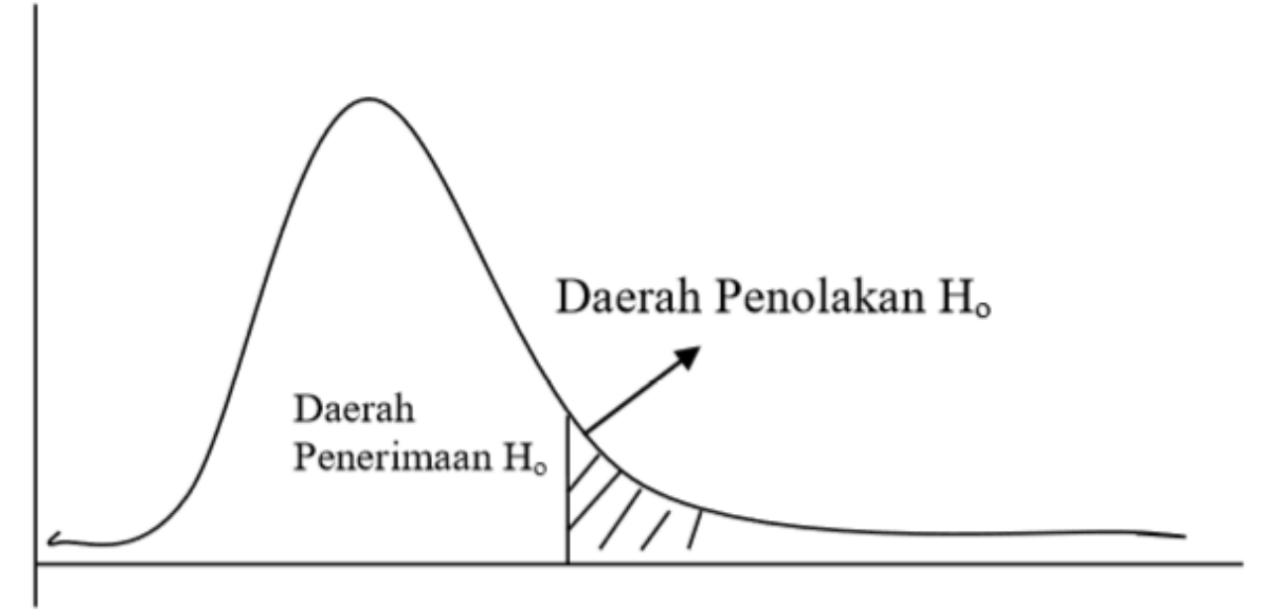 Daerah Penolakan Hₒ
Daerah
Penerimaan Hₒ